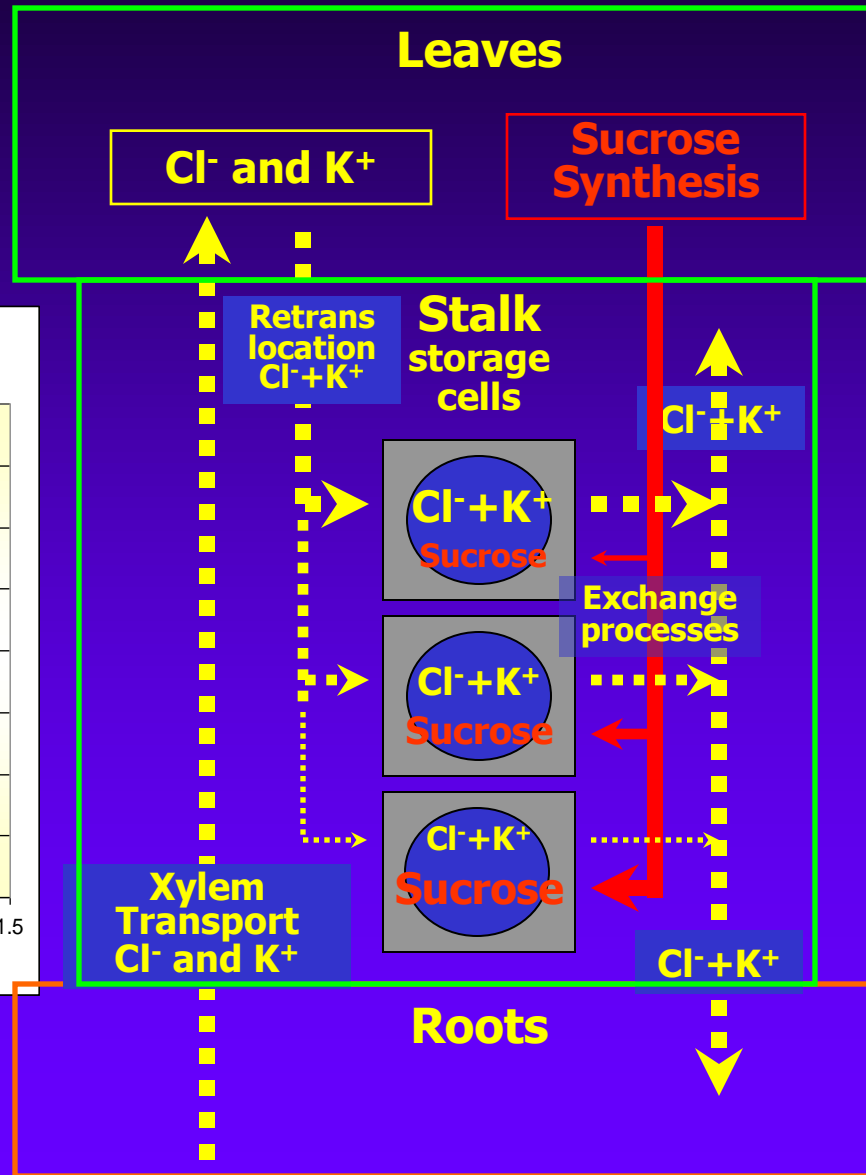 Leaves
Cl⁻ and K⁺
Sucrose
Synthesis
Retrans
location
Cl⁻+K⁺
Stalk
storage
cells
Cl⁻+K⁺
Cl⁻+K⁺
Sucrose
Exchange
processes
Cl⁻+K⁺
Sucrose
Cl⁻+K⁺
Sucrose
Xylem
Transport
Cl⁻ and K⁺
1.5
Cl⁻+K⁺
Roots